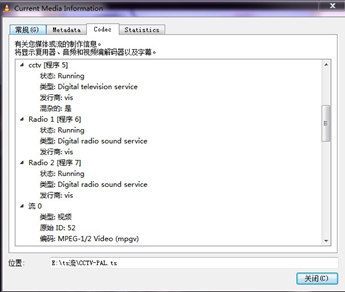 Current Media Information
常规(G) Metadata Codec Statistics
有关您媒体或流的制作信息。
将显示复用器、音频和视频编解码器以及字幕。
cctv [程序 5]
状态: Running
类型: Digital television service
发行商: vis
混杂的: 是
Radio 1 [程序 6]
状态: Running
类型: Digital radio sound service
发行商: vis
Radio 2 [程序 7]
状态: Running
类型: Digital radio sound service
发行商: vis
流 0
类型: 视频
原始 ID: 52
编码: MPEG-1/2 Video (mpgv)
位置: E:\ts流\CCTV-PAL.ts
关闭(C)